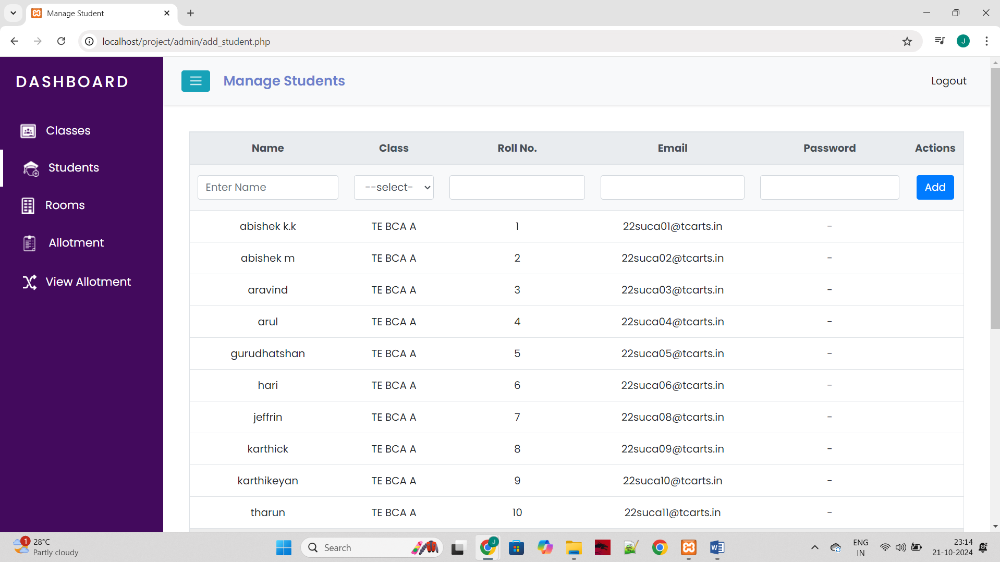 Manage Student
localhost/project/admin/add_student.php
J
DASHBOARD
Manage Students
Logout
Classes
Students
Rooms
Allotment
View Allotment
Name Class Roll No. Email Password Actions
Enter Name --select- Add
abishek k.k TE BCA A 1 22suca01@tcarts.in -
abishek m TE BCA A 2 22suca02@tcarts.in -
aravind TE BCA A 3 22suca03@tcarts.in -
arul TE BCA A 4 22suca04@tcarts.in -
gurudhatshan TE BCA A 5 22suca05@tcarts.in -
hari TE BCA A 6 22suca06@tcarts.in -
jeffrin TE BCA A 7 22suca08@tcarts.in -
karthick TE BCA A 8 22suca09@tcarts.in -
karthikeyan TE BCA A 9 22suca10@tcarts.in -
tharun TE BCA A 10 22suca11@tcarts.in -
1
28°C
Partly cloudy
Search
J
ENG
IN
23:14
21-10-2024